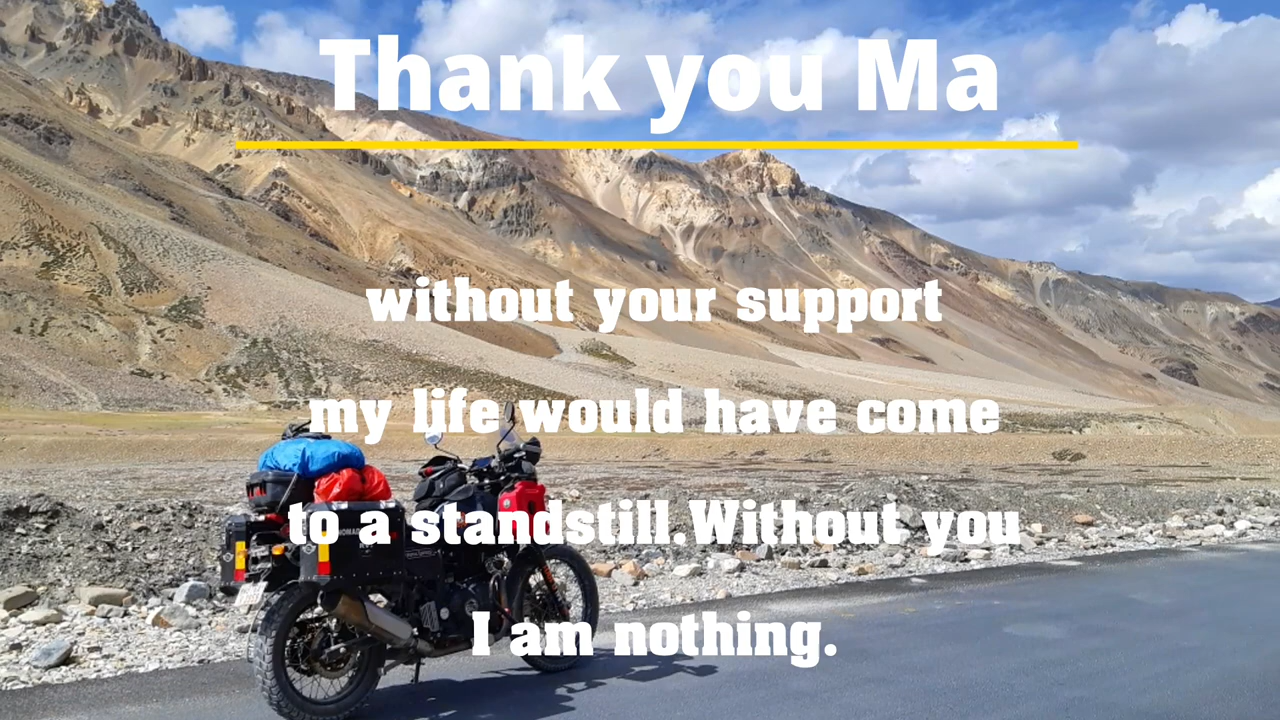 Thank you Ma
without your support
my life would have come
to a standstill.Without you
I am nothing.